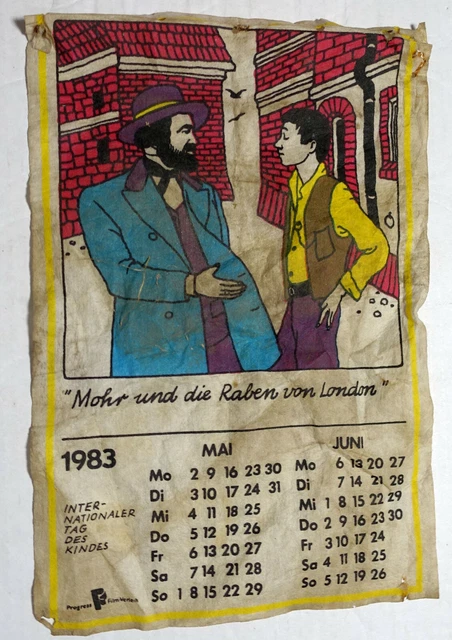 "Mohr und die Raben von London"
1983
MAI
JUNI
INTER-
NATIONALER
TAG
DES
KINDES
Mo 2 9 16 23 30
Di 3 10 17 24 31
Mi 4 11 18 25
Do 5 12 19 26
Fr 6 13 20 27
Sa 7 14 21 28
So 1 8 15 22 29
Mo 6 13 20 27
Di 7 14 21 28
Mi 1 8 15 22 29
Do 2 9 16 23 30
Fr 3 10 17 24
Sa 4 11 18 25
So 5 12 19 26
Progress Film-Verleih